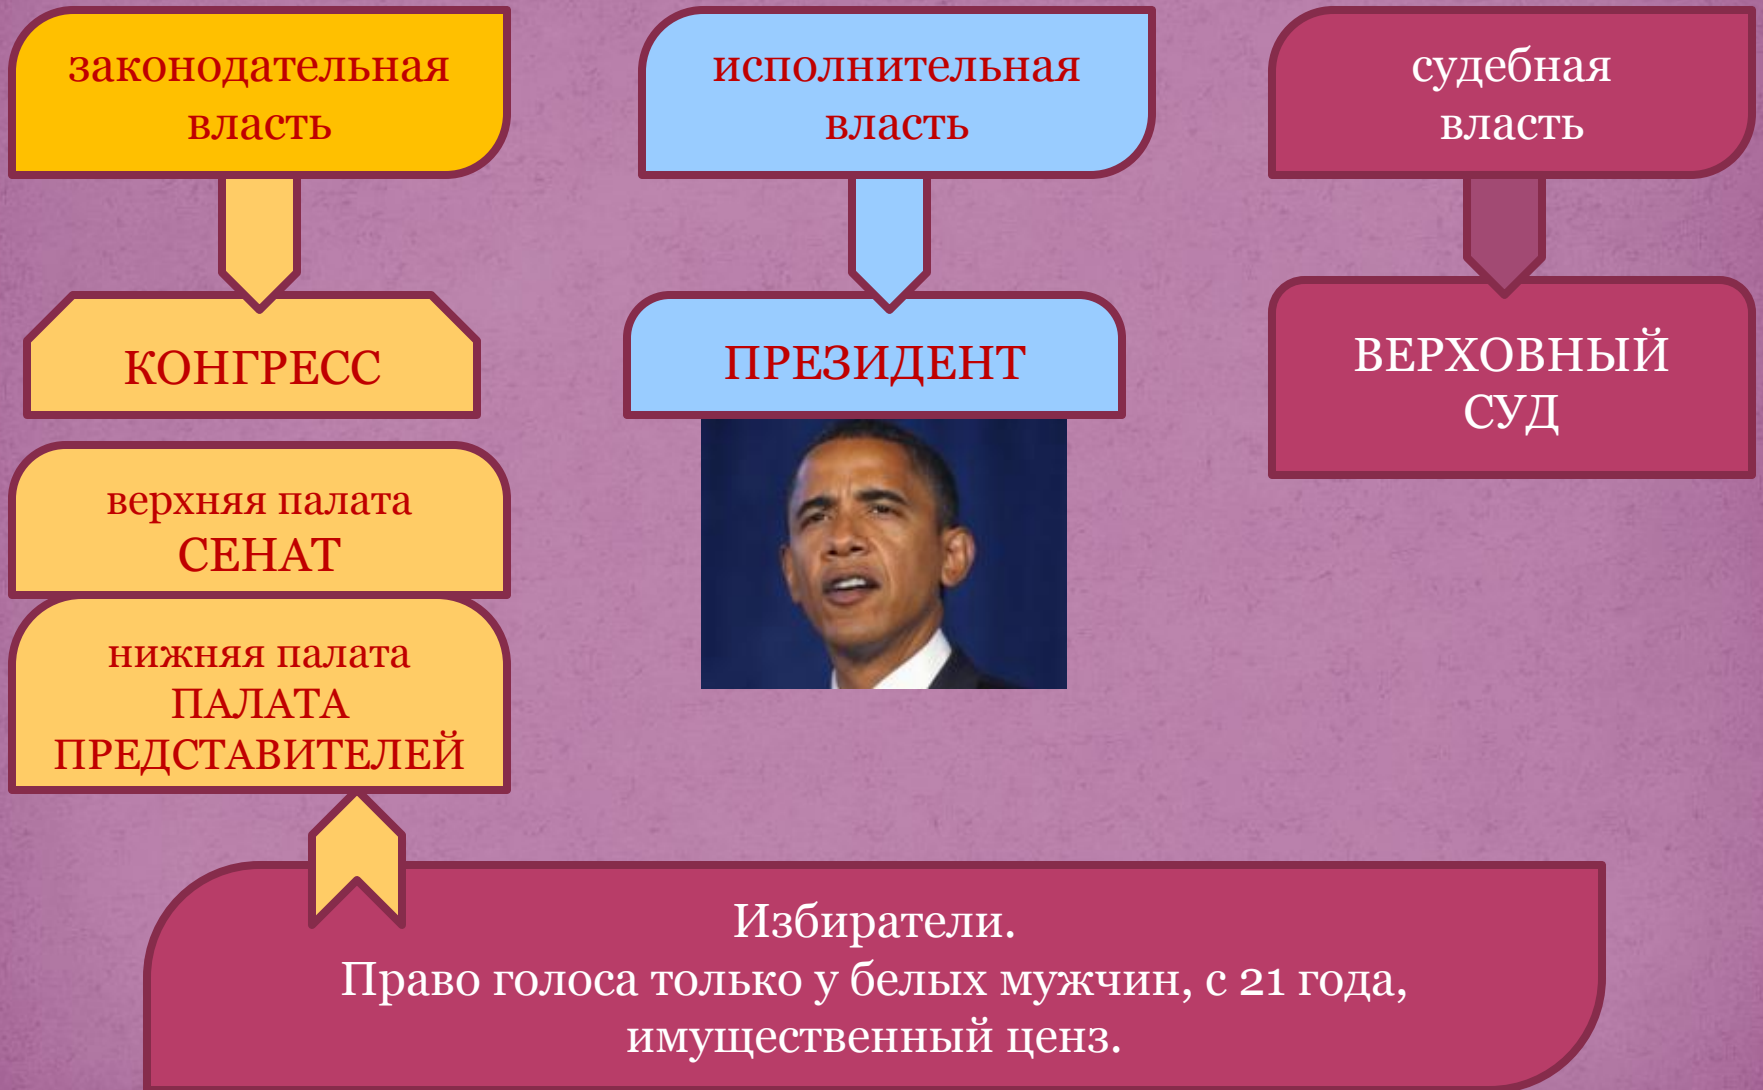 законодательная
власть
исполнительная
власть
судебная
власть
КОНГРЕСС
ПРЕЗИДЕНТ
ВЕРХОВНЫЙ
СУД
верхняя палата
СЕНАТ
нижняя палата
ПАЛАТА
ПРЕДСТАВИТЕЛЕЙ
Избиратели.
Право голоса только у белых мужчин, с 21 года,
имущественный ценз.